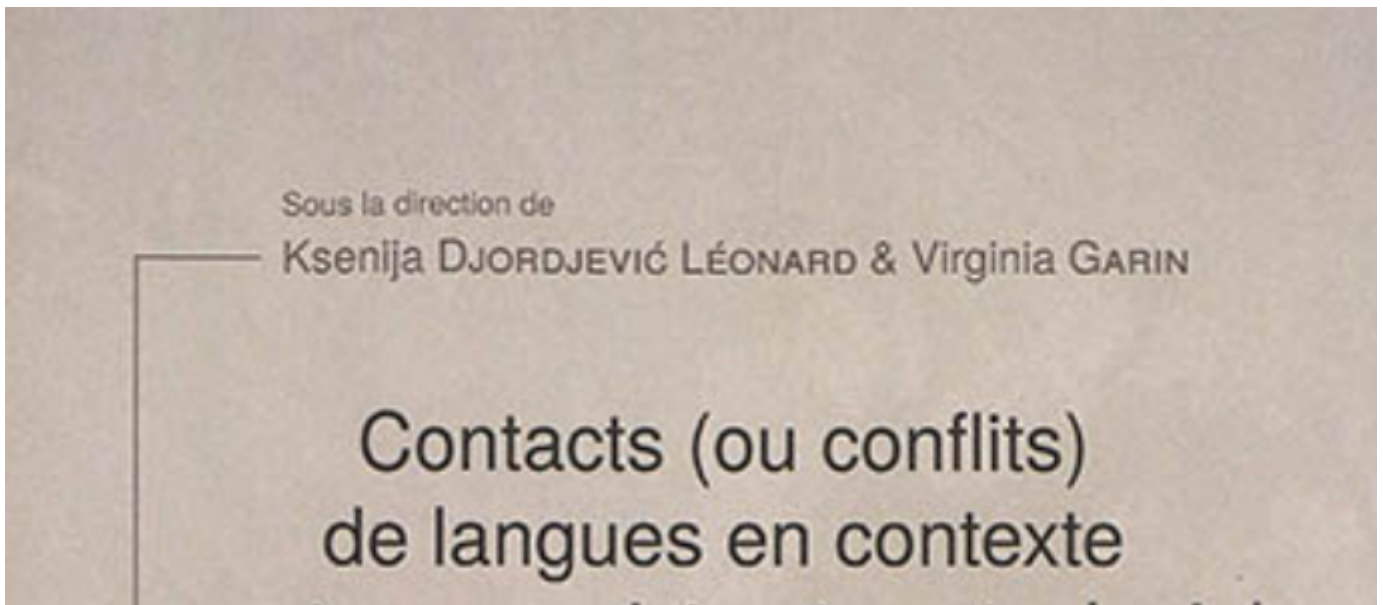 Sous la direction de
Ksenija DJORDJEVIĆ LÉONARD & Virginia GARIN
Contacts (ou conflits)
de langues en contexte